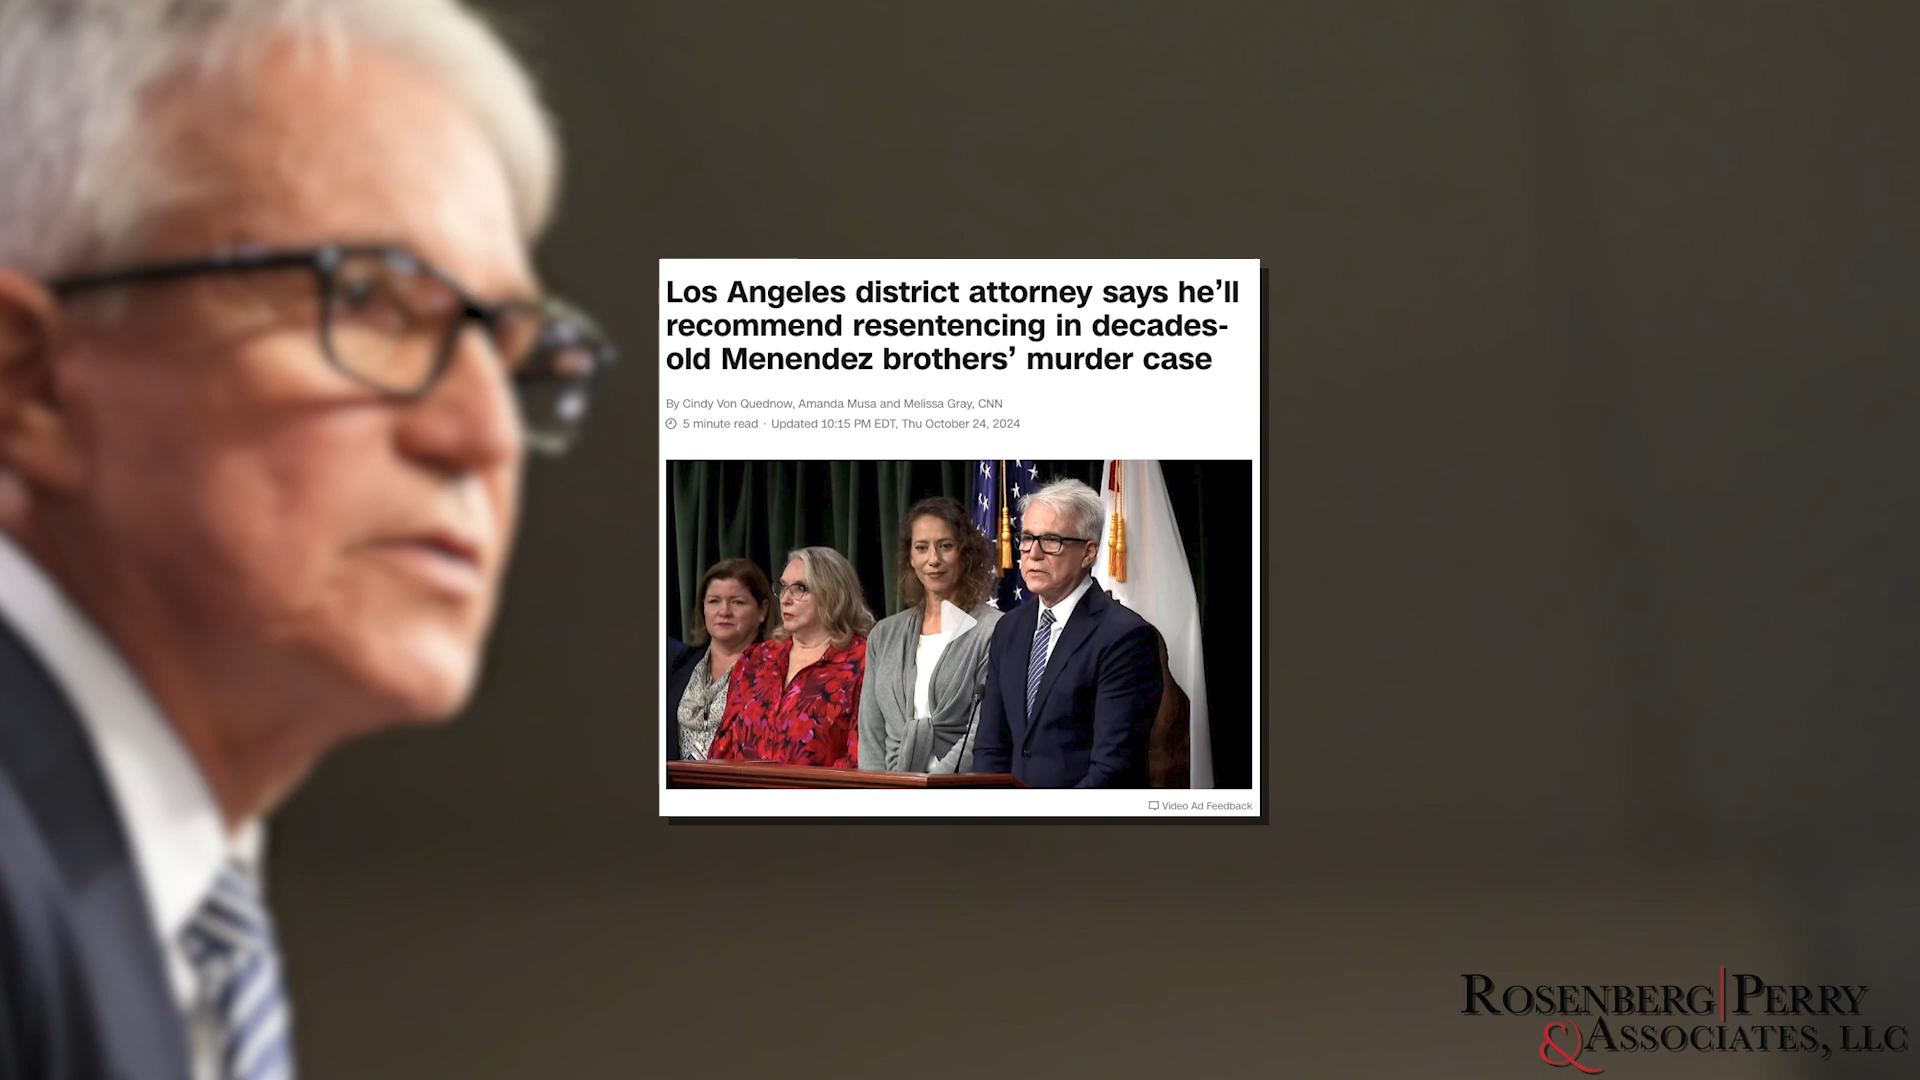 Los Angeles district attorney says he’ll
recommend resentencing in decades-
old Menendez brothers’ murder case
By Cindy Von Quednow, Amanda Musa and Melissa Gray, CNN
5 minute read · Updated 10:15 PM EDT, Thu October 24, 2024
Video Ad Feedback
ROSENBERG|PERRY
&ASSOCIATES, LLC